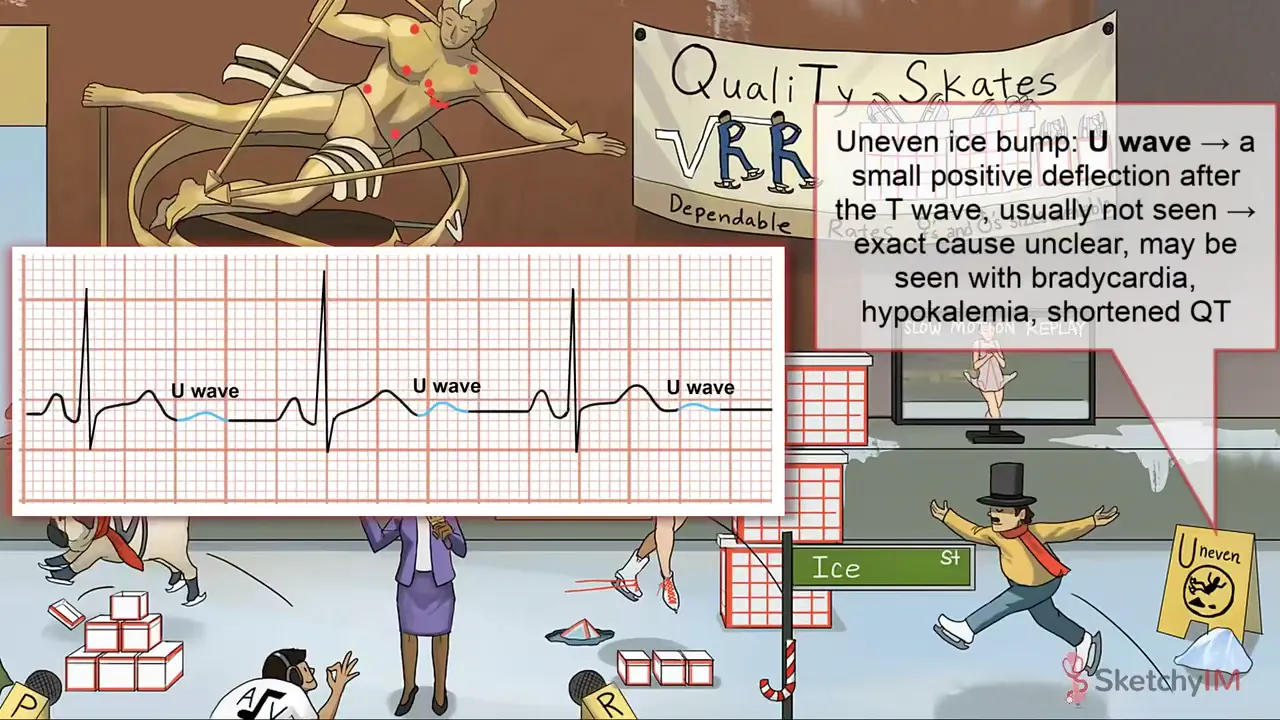 QualiTy Skates
VRR
Dependable
Rates
Uneven ice bump: U wave → a
small positive deflection after
the T wave, usually not seen →
exact cause unclear, may be
seen with bradycardia,
hypokalemia, shortened QT
V
U wave
U wave
U wave
SLOW MOTION REPLAY
Ice St
Uneven
P
AV
R
SketchyIM